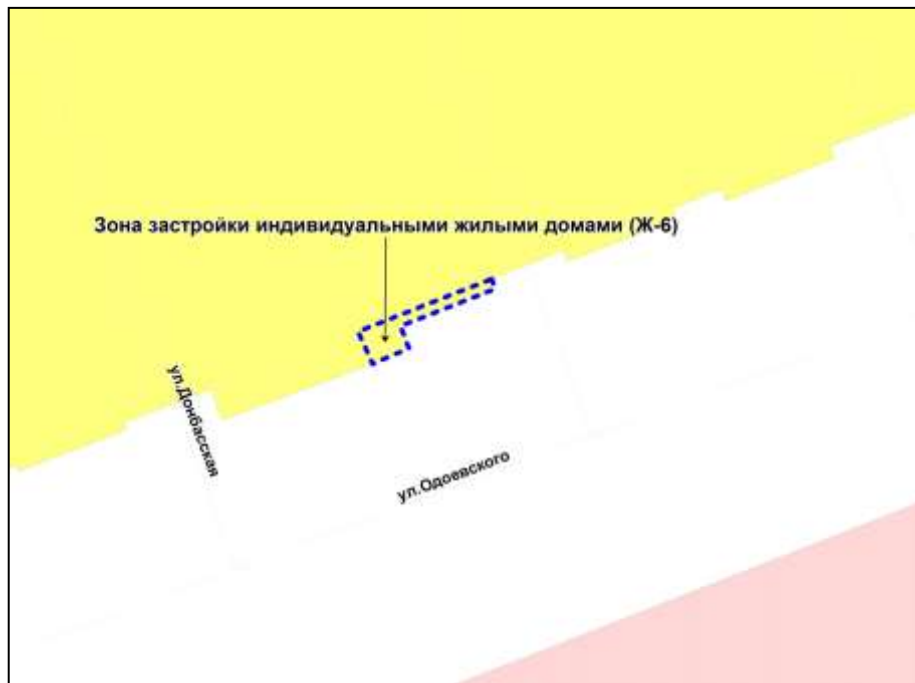 Зона застройки индивидуальными жилыми домами (Ж-6)
ул.Донбасская
ул.Одоевского